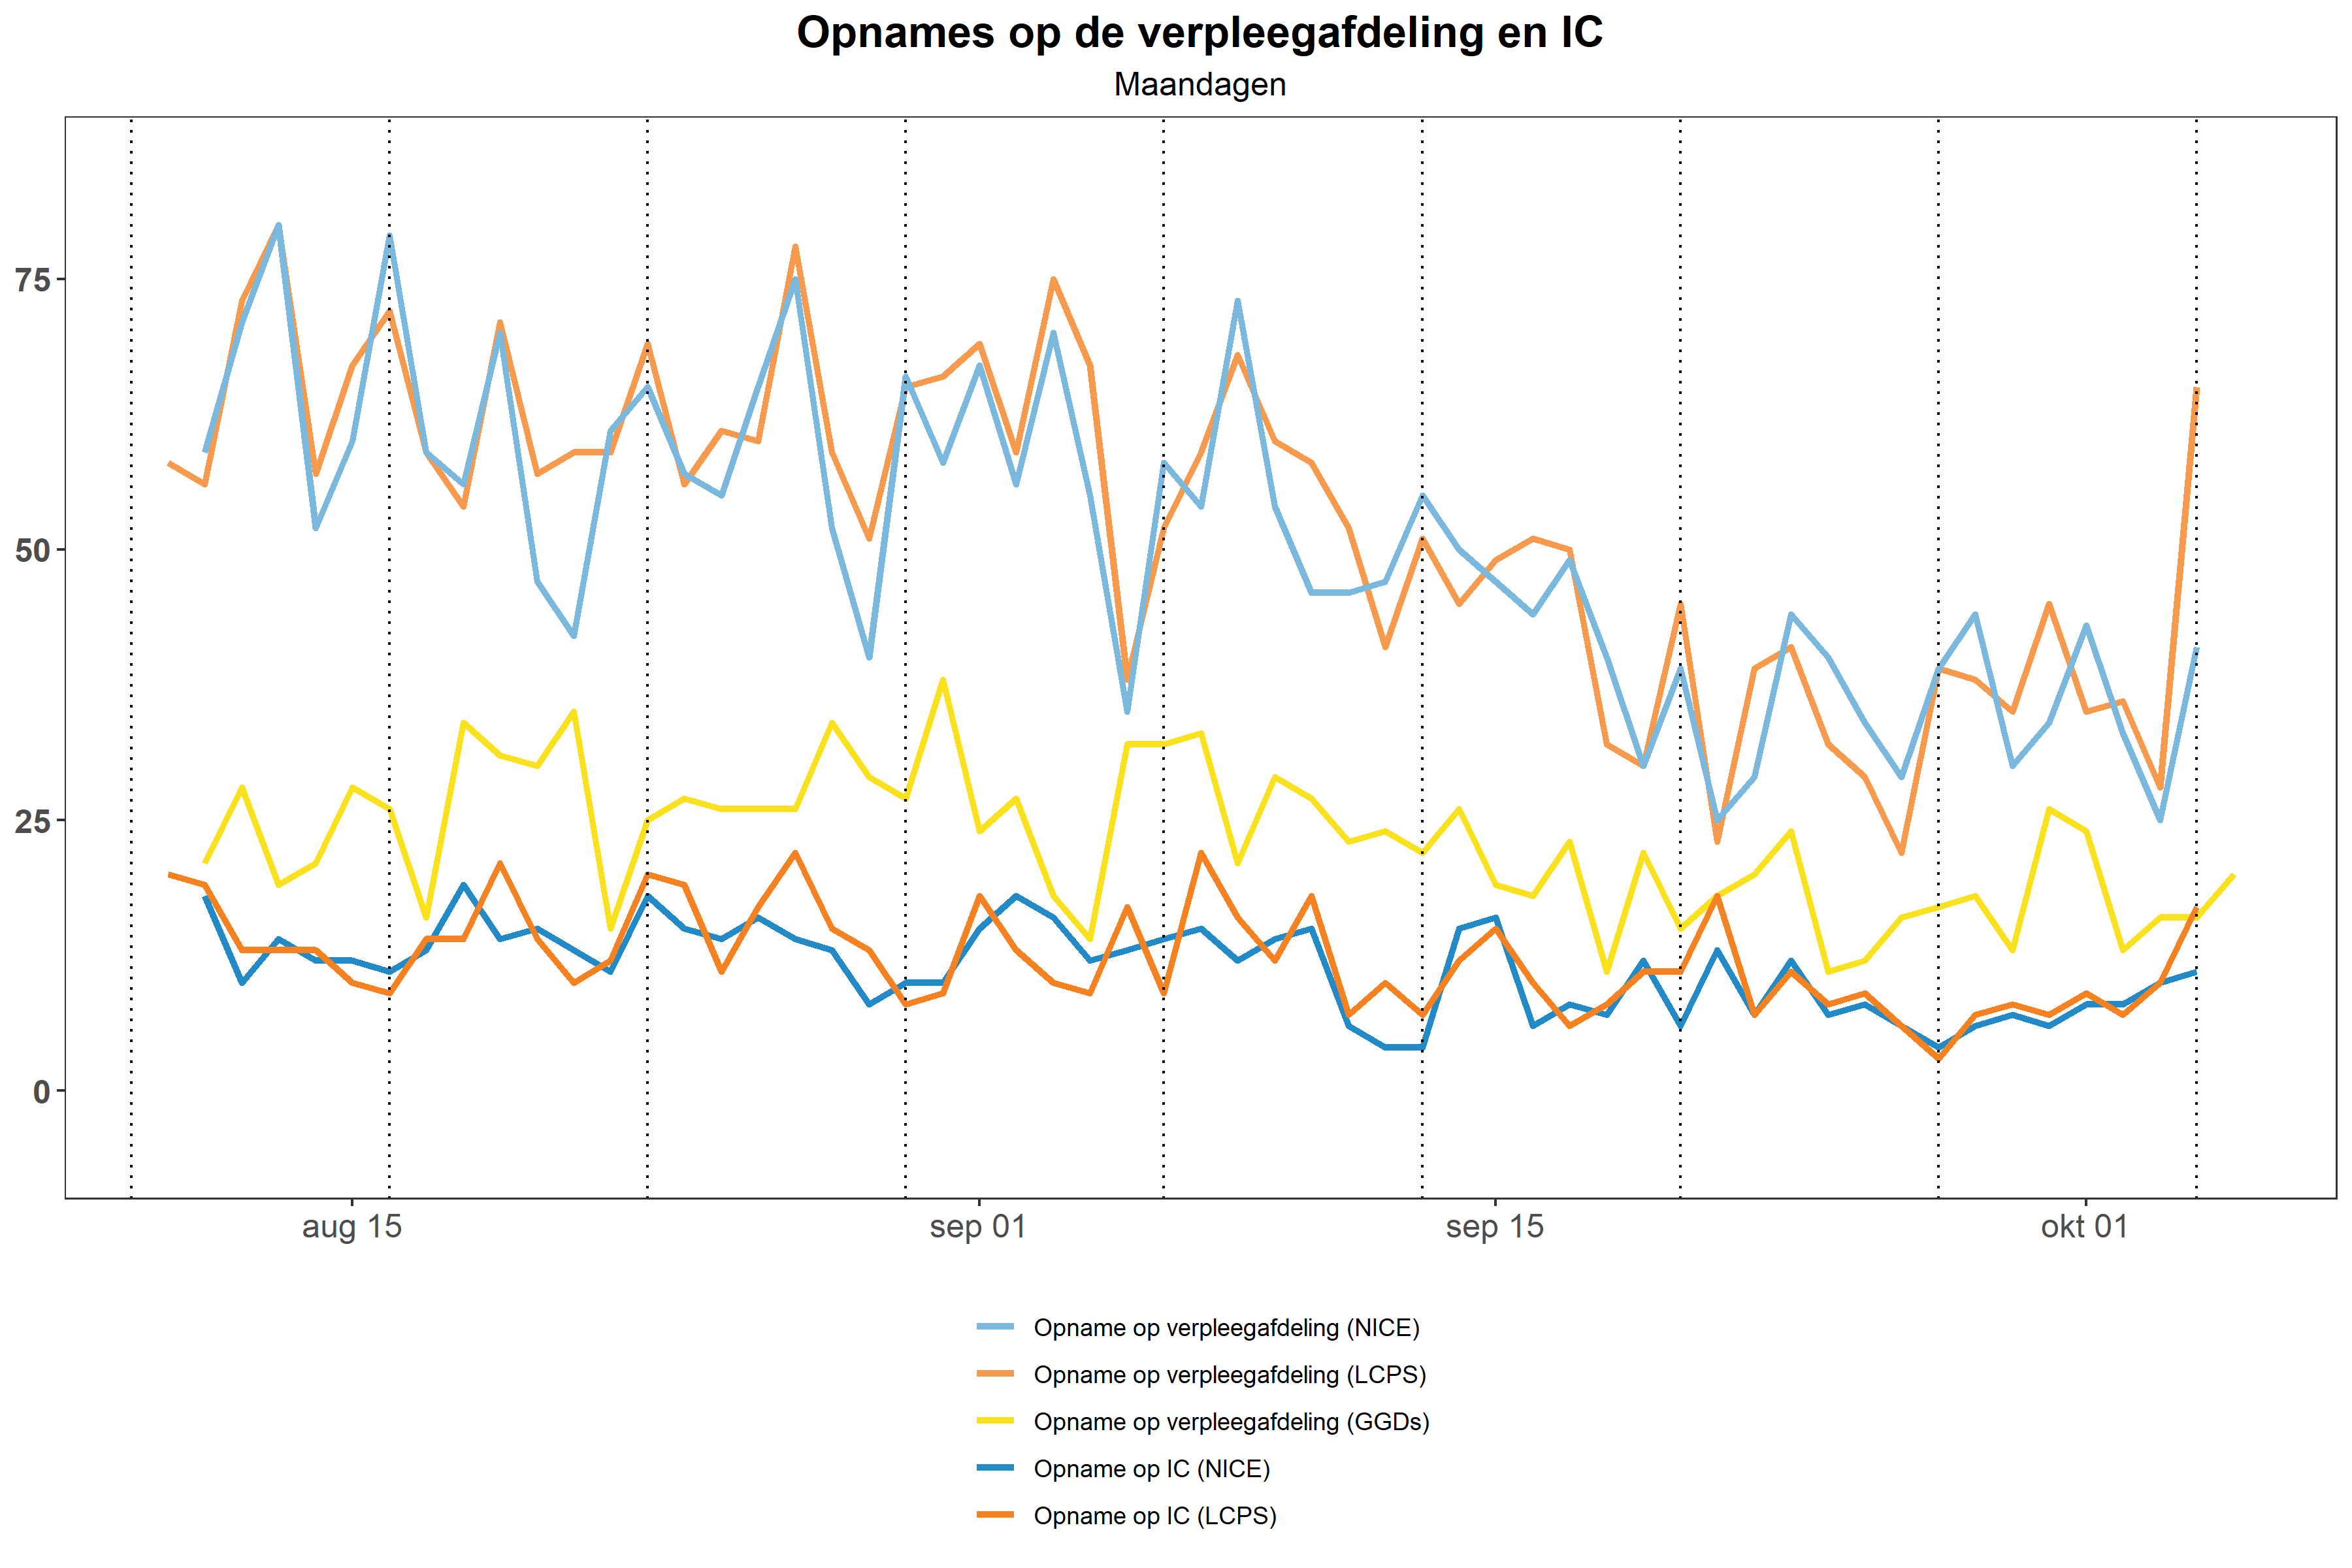 Opnames op de verpleegafdeling en IC
Maandagen
75
50
25
0
aug 15 sep 01 sep 15 okt 01
Opname op verpleegafdeling (NICE)
Opname op verpleegafdeling (LCPS)
Opname op verpleegafdeling (GGDs)
Opname op IC (NICE)
Opname op IC (LCPS)